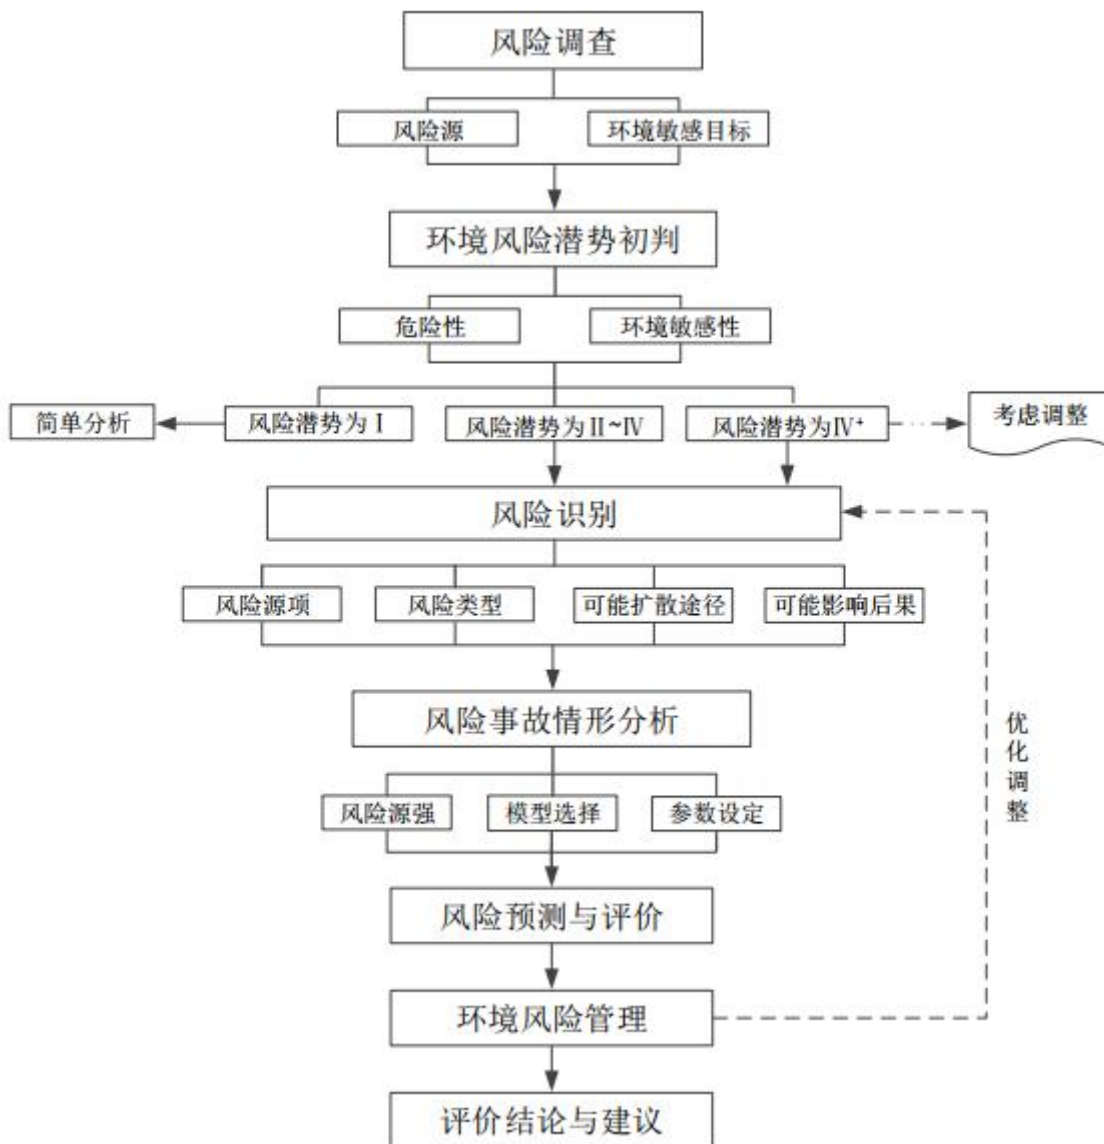 风险调查
风险源
环境敏感目标
环境风险潜势初判
危险性
环境敏感性
简单分析
风险潜势为Ⅰ
风险潜势为Ⅱ~Ⅳ
风险潜势为Ⅳ⁺
考虑调整
风险识别
风险源项
风险类型
可能扩散途径
可能影响后果
风险事故情形分析
优化调整
风险源强
模型选择
参数设定
风险预测与评价
环境风险管理
评价结论与建议